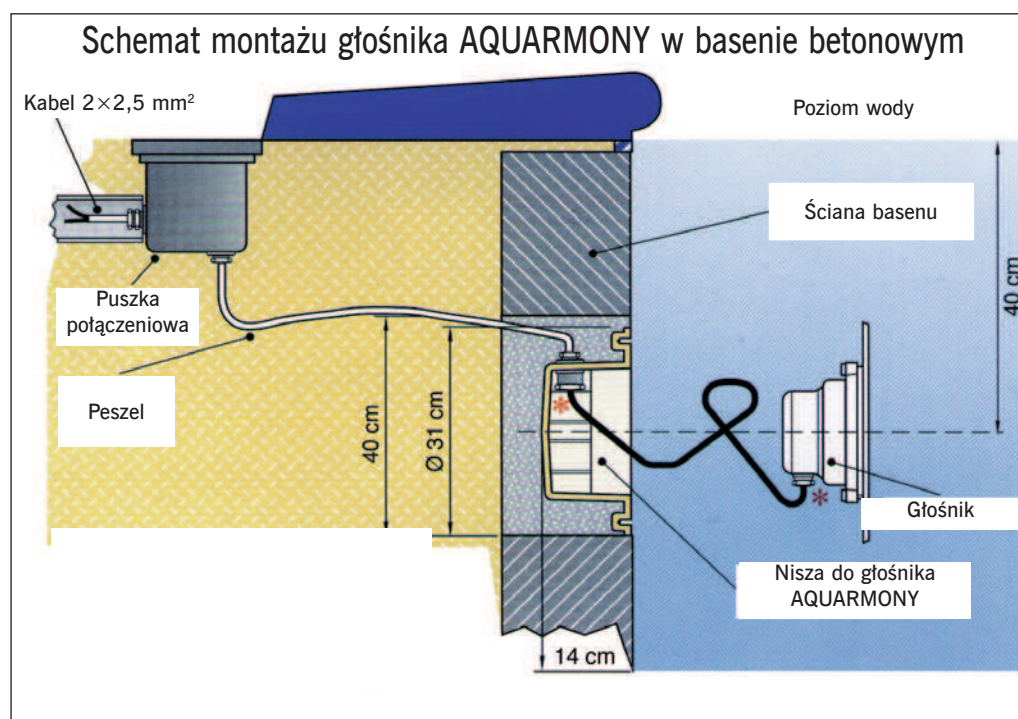 Schemat montażu głośnika AQUARMONY w basenie betonowym
Kabel 2×2,5 mm²
Poziom wody
Ściana basenu
40 cm
Puszka
połączeniowa
Peszel
40 cm
Ø 31 cm
*
*
Głośnik
Nisza do głośnika
AQUARMONY
14 cm